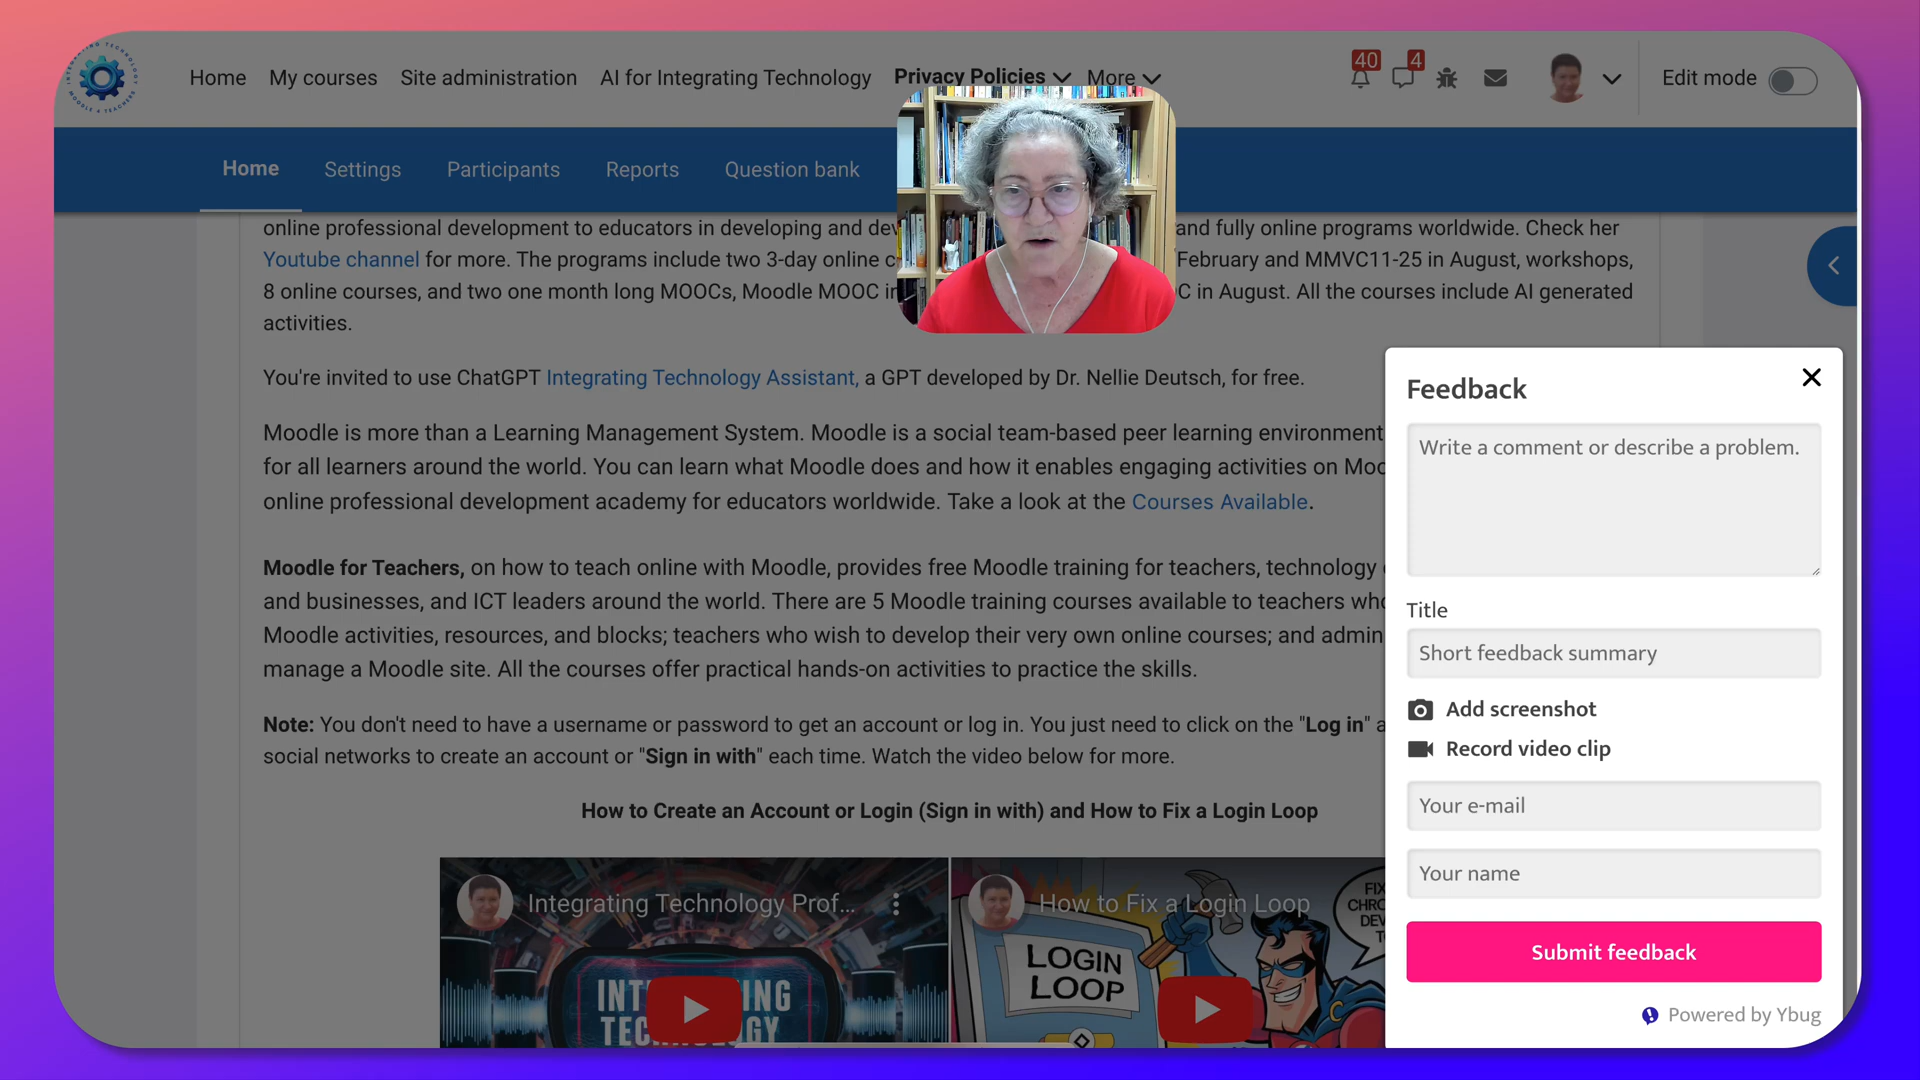 INTEGRATING TECHNOLOGY
MOODLE 4 TEACHERS
Home My courses Site administration AI for Integrating Technology Privacy Policies More
40 4
Edit mode
Home Settings Participants Reports Question bank
online professional development to educators in developing and and fully online programs worldwide. Check her
Youtube channel for more. The programs include two 3-day online February and MMVC11-25 in August, workshops,
8 online courses, and two one month long MOOCs, Moodle MOOC in August. All the courses include AI generated
activities.
You're invited to use ChatGPT Integrating Technology Assistant, a GPT developed by Dr. Nellie Deutsch, for free.
Moodle is more than a Learning Management System. Moodle is a social team-based peer learning environment
for all learners around the world. You can learn what Moodle does and how it enables engaging activities on
online professional development academy for educators worldwide. Take a look at the Courses Available.
Moodle for Teachers, on how to teach online with Moodle, provides free Moodle training for teachers, technology
and businesses, and ICT leaders around the world. There are 5 Moodle training courses available to teachers
Moodle activities, resources, and blocks; teachers who wish to develop their very own online courses; and
manage a Moodle site. All the courses offer practical hands-on activities to practice the skills.
Note: You don't need to have a username or password to get an account or log in. You just need to click on the "Log in"
social networks to create an account or "Sign in with" each time. Watch the video below for more.
How to Create an Account or Login (Sign in with) and How to Fix a Login Loop
Integrating Technology Prof...
How to Fix a Login Loop
LOGIN
LOOP
FIX
Feedback
Write a comment or describe a problem.
Title
Short feedback summary
Add screenshot
Record video clip
Your e-mail
Your name
Submit feedback
Powered by Ybug